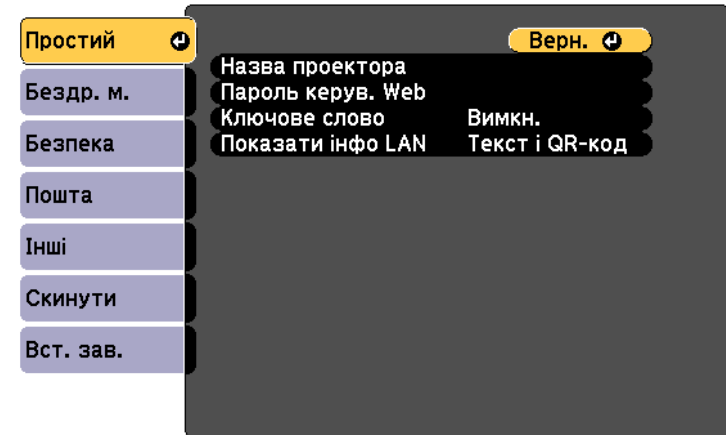 Простий
Бездр. м.
Безпека
Пошта
Інші
Скинути
Вст. зав.
Верн.
Назва проектора
Пароль керув. Web
Ключове слово Вимкн.
Показати інфо LAN Текст і QR-код